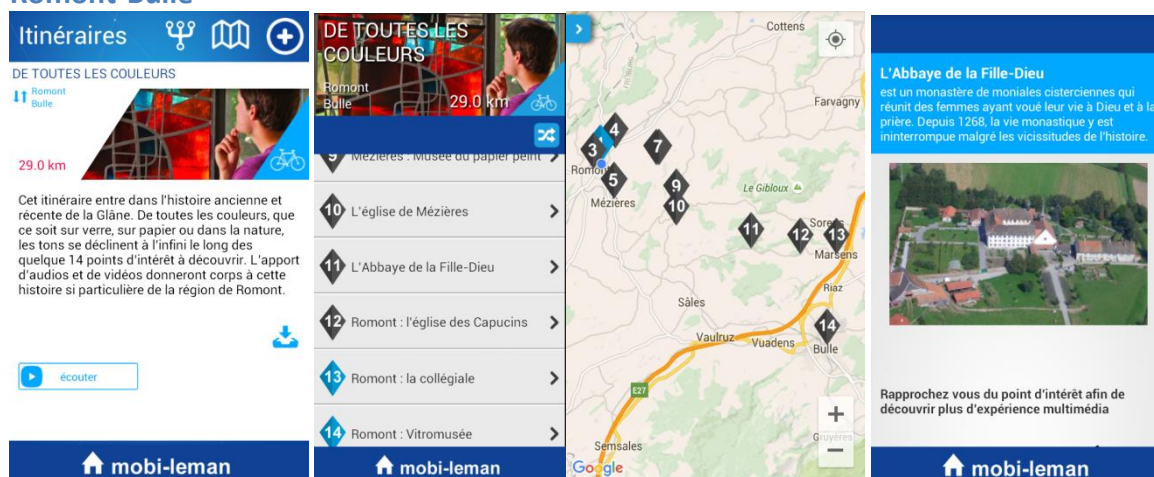 Romont-Bulle
Itinéraires
DE TOUTES LES COULEURS
Romont
Bulle
29.0 km
Cet itinéraire entre dans l'histoire ancienne et
récente de la Glâne. De toutes les couleurs, que
ce soit sur verre, sur papier ou dans la nature,
les tons se déclinent à l'infini le long des
quelque 14 points d'intérêt à découvrir. L'apport
d'audios et de vidéos donneront corps à cette
histoire si particulière de la région de Romont.
écouter
mobi-leman
DE TOUTES LES
COULEURS
Romont
Bulle
29.0 km
9 Mézières : Musée du papier peint
10 L'église de Mézières
11 L'Abbaye de la Fille-Dieu
12 Romont : l'église des Capucins
13 Romont : la collégiale
14 Romont : Vitromusée
mobi-leman
Cottens
Farvagny
4
3
7
Romont
5
9
Mézières
10
Le Gibloux
11
12
13
Sorens
Marsens
Riaz
Sâles
14
Vaulruz
Vuadens
Bulle
E27
Gruyères
Semsales
Google
L'Abbaye de la Fille-Dieu
est un monastère de moniales cisterciennes qui
réunit des femmes ayant voué leur vie à Dieu et à la
prière. Depuis 1268, la vie monastique y est
ininterrompue malgré les vicissitudes de l'histoire.
Rapprochez vous du point d'intérêt afin de
découvrir plus d'expérience multimédia
mobi-leman